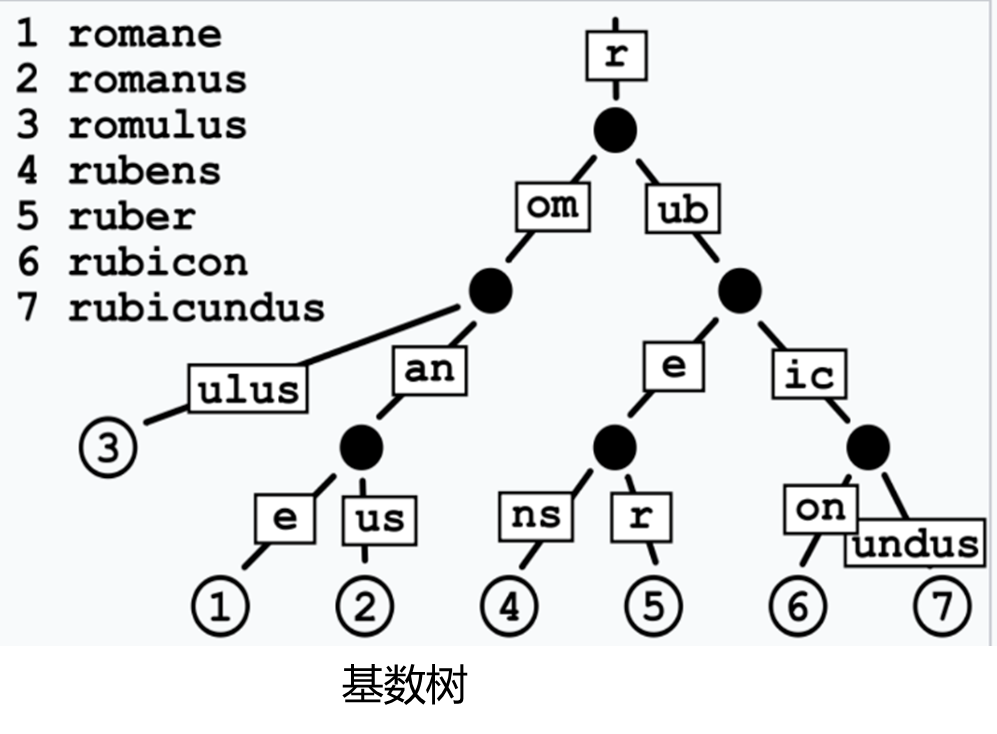 1 romane
2 romanus
3 romulus
4 rubens
5 ruber
6 rubicon
7 rubicundus
r
om
ub
ulus
an
e
ic
3
e
us
ns
r
on
undus
1
2
4
5
6
7
基数树